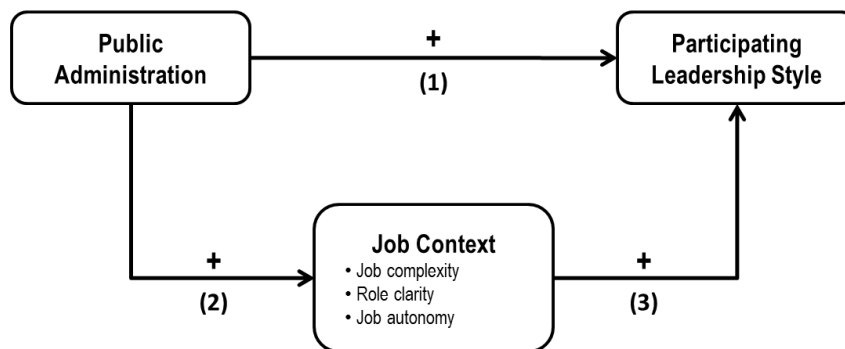 Public
Administration
+
(1)
Participating
Leadership Style
+
(2)
Job Context
• Job complexity
• Role clarity
• Job autonomy
+
(3)